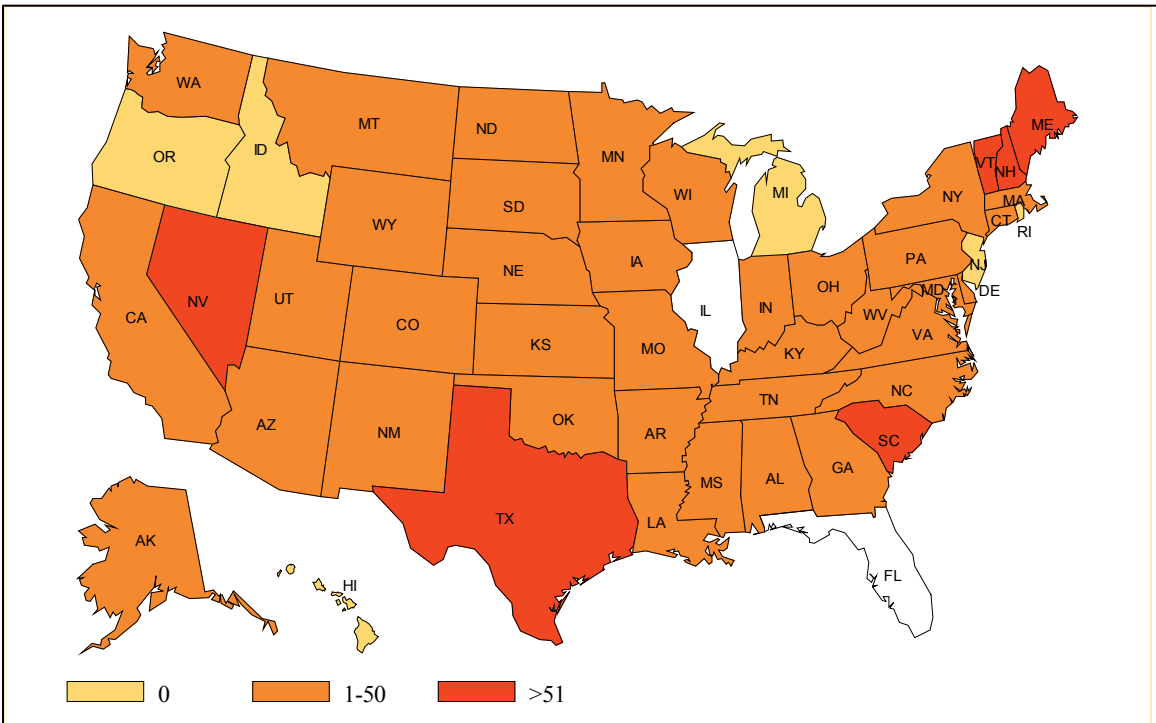 WA
MT
ND
MN
ME
VT
NH
OR
ID
WI
MI
NY
MA
CT
RI
SD
WY
IA
NE
PA
NJ
OH
IN
IL
MD
DE
NV
UT
CO
CA
KS
MO
WV
VA
KY
NC
TN
AZ
NM
OK
AR
SC
MS
AL
GA
TX
LA
AK
FL
HI
0
1-50
>51